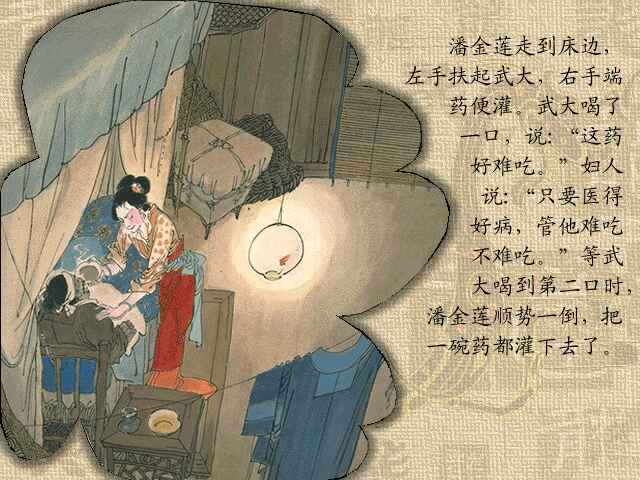 潘金莲走到床边，
左手扶起武大，右手端
药便灌。武大喝了
一口，说：“这药
好难吃。”妇人
说：“只要医得
好病，管他难吃
不难吃。”等武
大喝到第二口时，
潘金莲顺势一倒，把
一碗药都灌下去了。